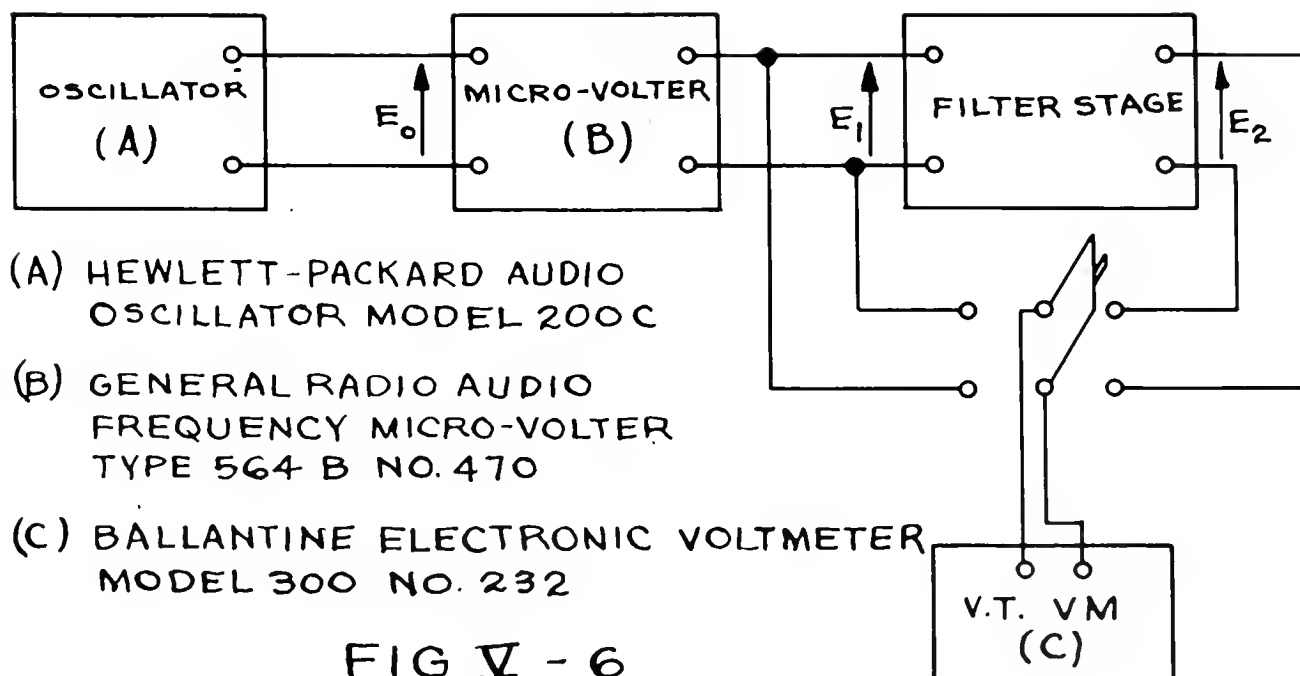 OSCILLATOR
(A)
E₀
MICRO-VOLTER
(B)
E₁
FILTER STAGE
E₂
(A) HEWLETT-PACKARD AUDIO
OSCILLATOR MODEL 200C
(B) GENERAL RADIO AUDIO
FREQUENCY MICRO-VOLTER
TYPE 564 B NO. 470
(C) BALLANTINE ELECTRONIC VOLTMETER
MODEL 300 NO. 232
V.T. VM
(C)
FIG V - 6